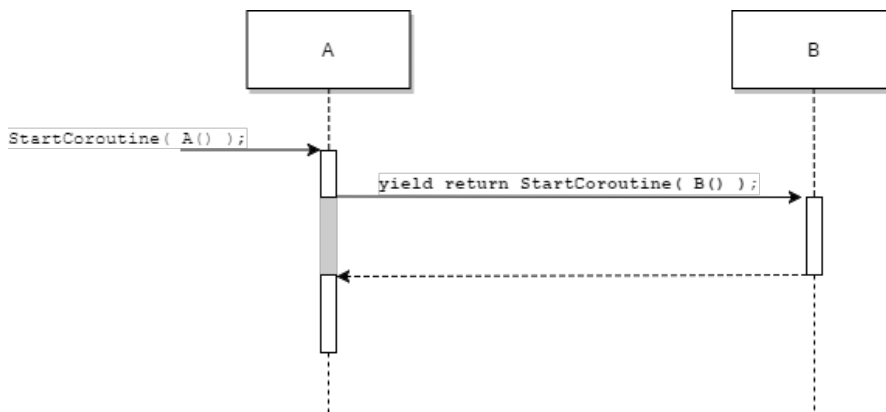 A
B
StartCoroutine( A() );
yield return StartCoroutine( B() );